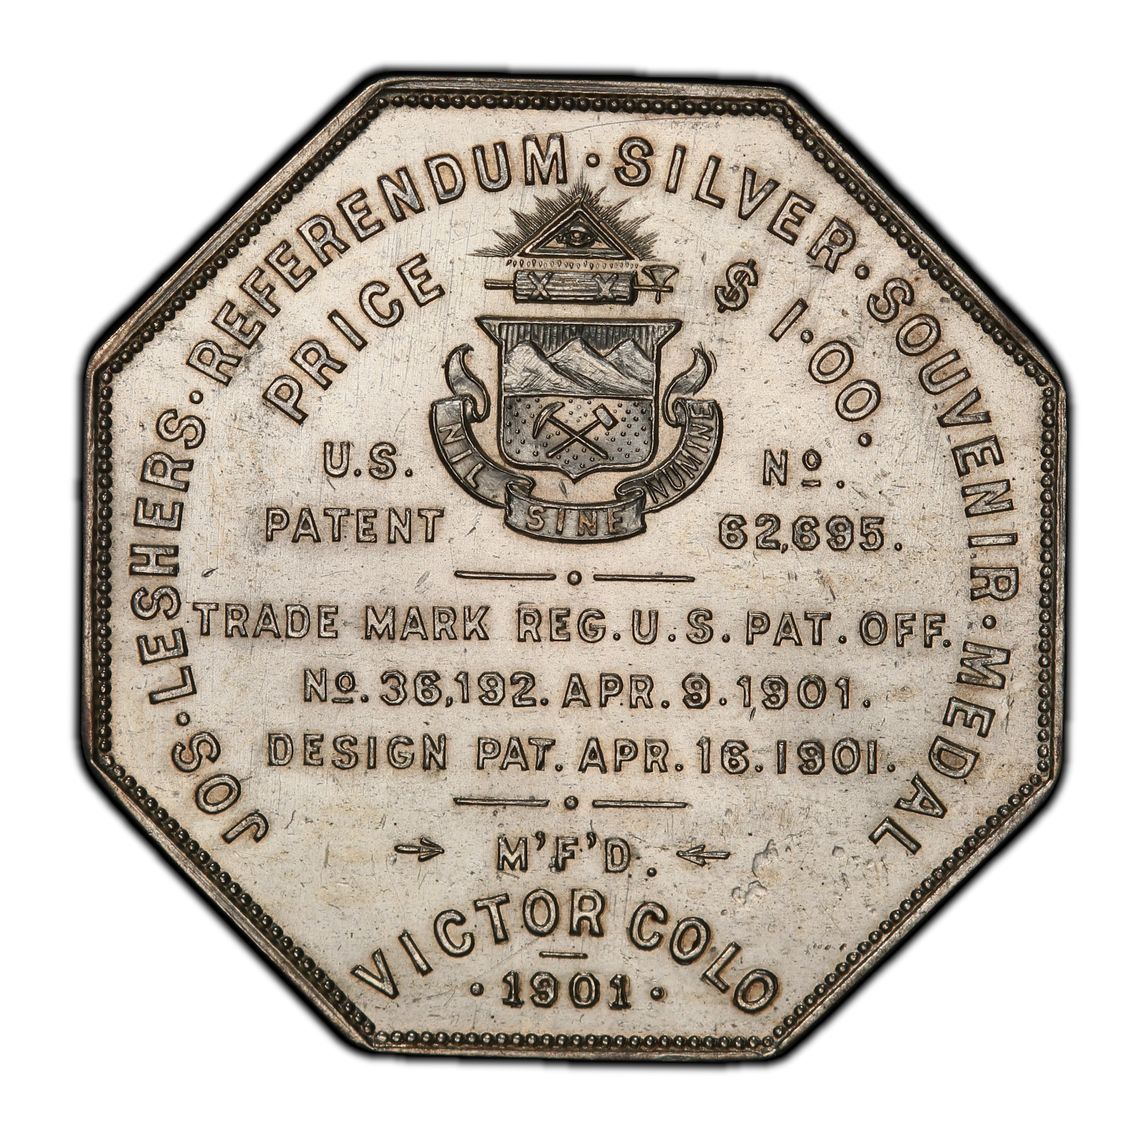 JOS·LESHERS·REFERENDUM·SILVER·SOUVENIR·MEDAL
PRICE $1.00.
NIL SINE NUMINE
U.S. No.
PATENT 62,695.
TRADE MARK REG.U.S.PAT.OFF.
No.36,192.APR.9.1901.
DESIGN PAT.APR.16.1901.
M'F'D.
VICTOR COLO
·1901·